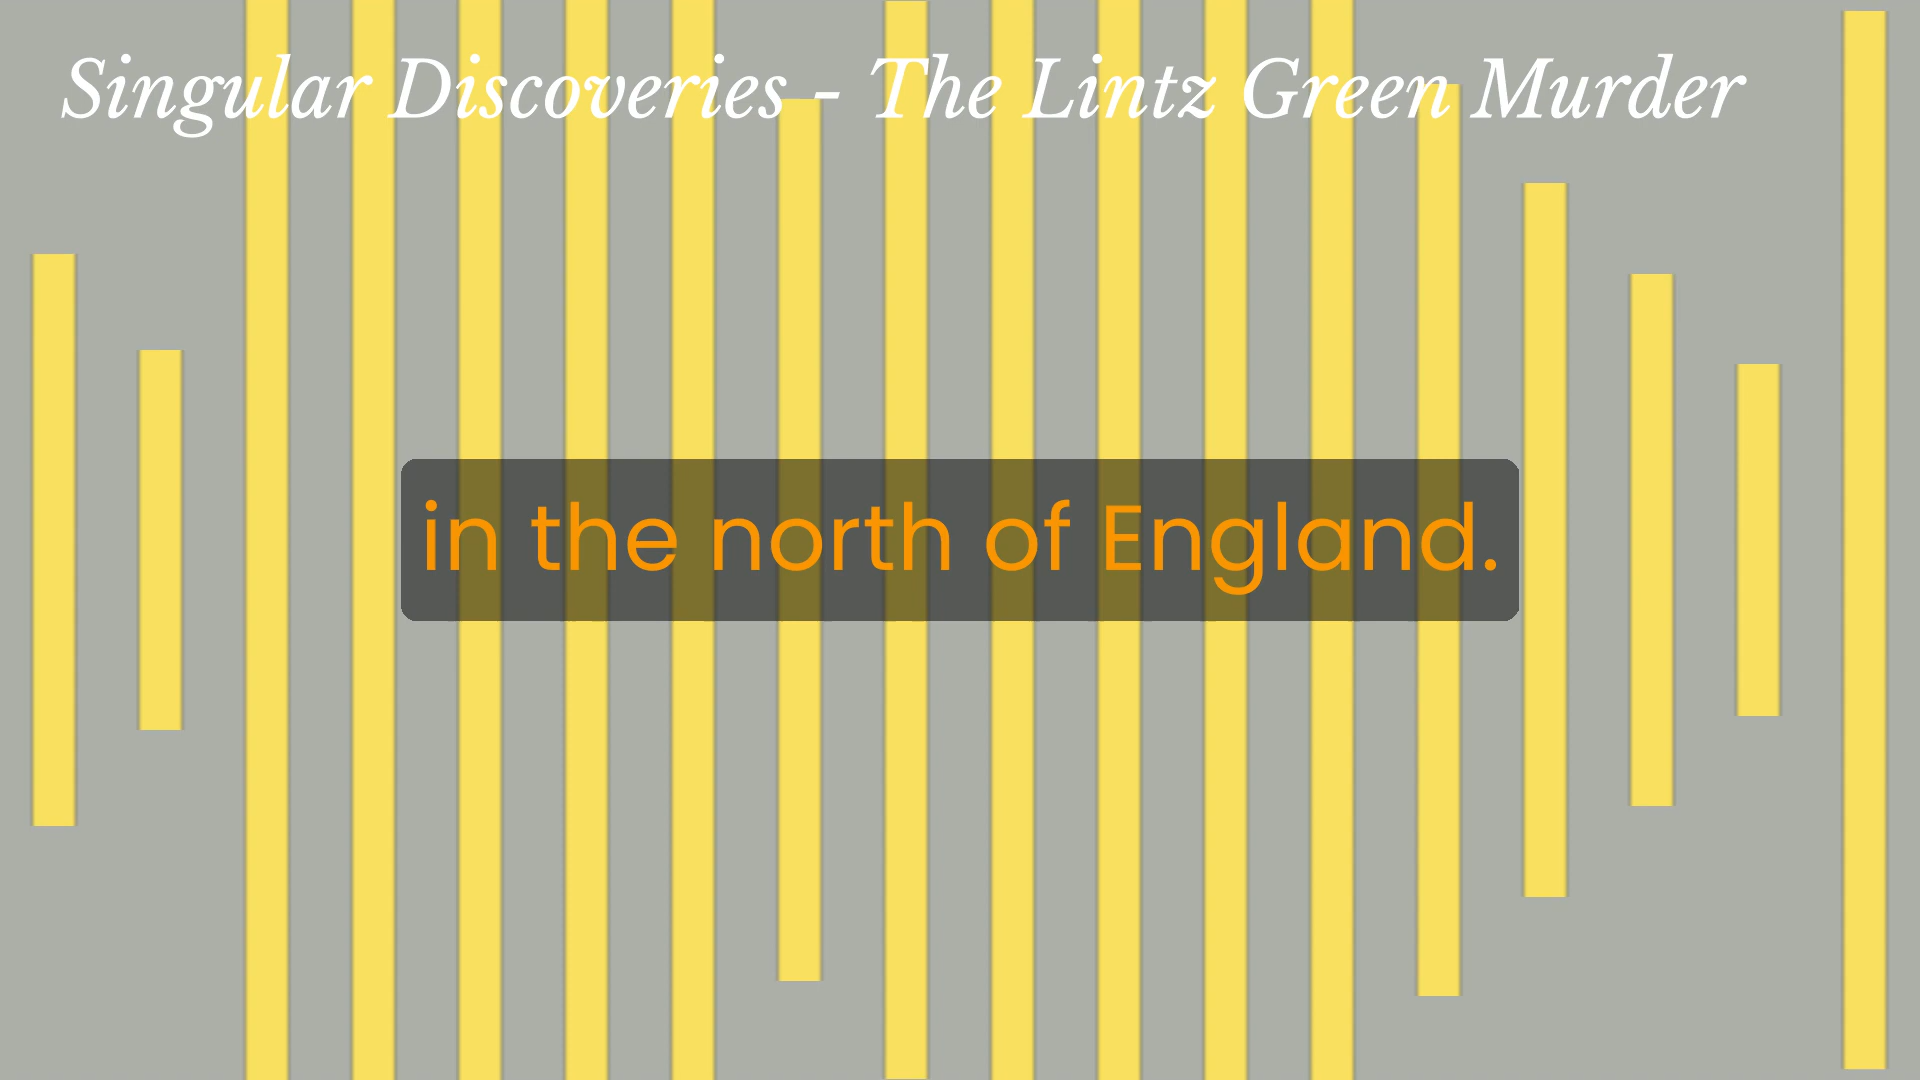 Singular Discoveries - The Lintz Green Murder
in the north of England.